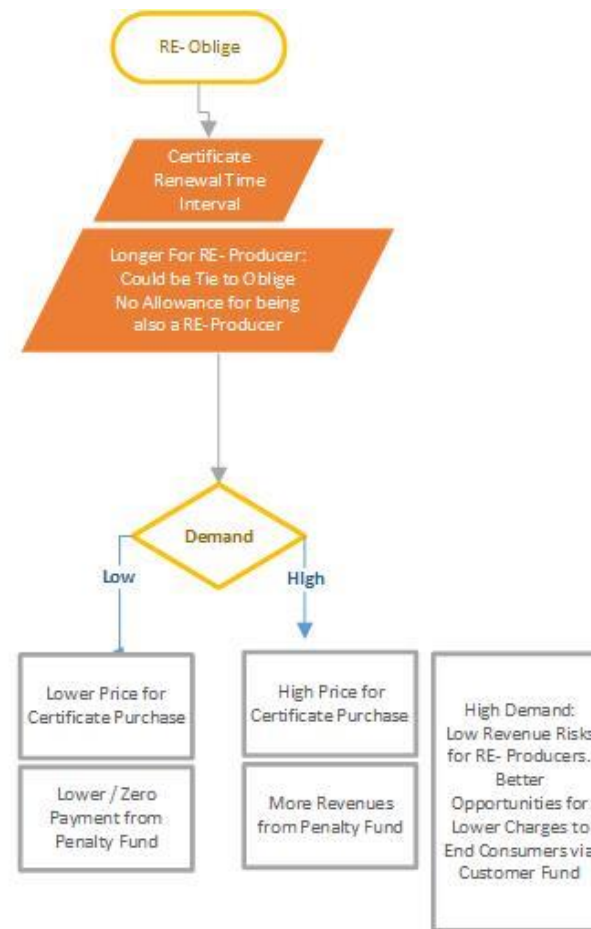 RE- Oblige
Certificate
Renewal Time
Interval
Longer For RE- Producer:
Could be Tie to Oblige
No Allowance for being
also a RE-Producer
Demand
Low
HIgh
Lower Price for
Certificate Purchase
High Price for
Certificate Purchase
Lower / Zero
Payment from
Penalty Fund
More Revenues
from Penalty Fund
High Demand:
Low Revenue Risks
for RE- Producers.
Better
Opportunities for
Lower Charges to
End Consumers via
Customer Fund